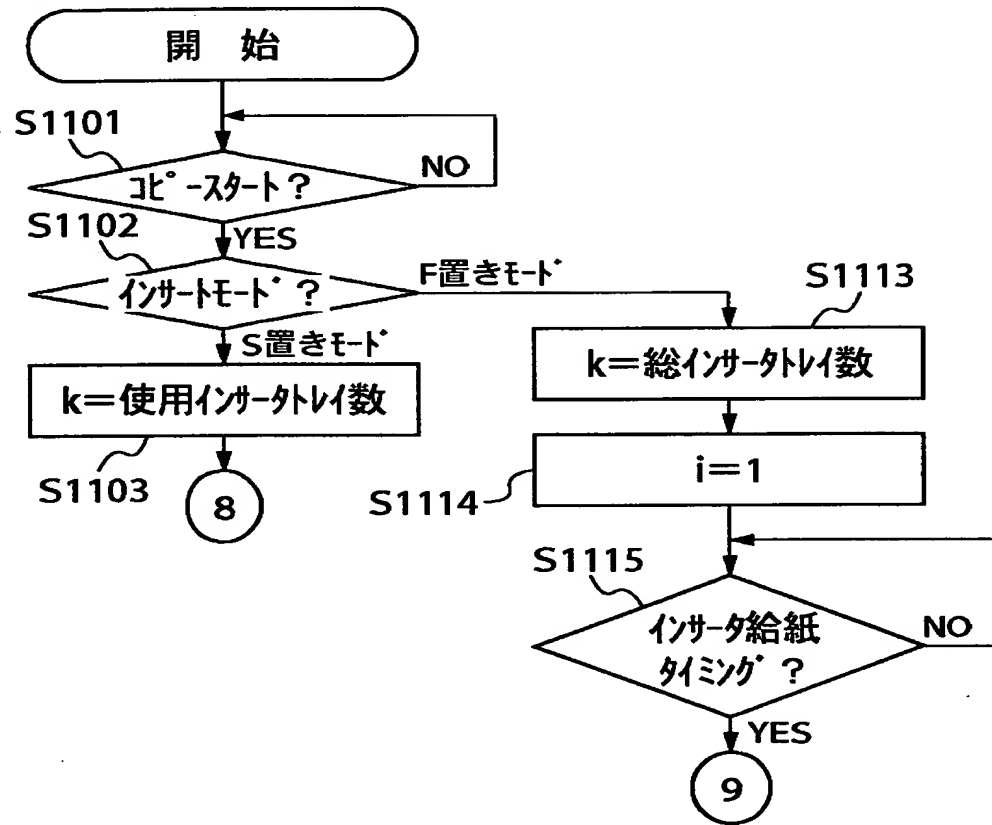 開 始
S1101
コピースタート?
NO
YES
S1102
インサートモード?
F置きモード
S置きモード
k=使用インサータトレイ数
S1103
8
S1113
k=総インサータトレイ数
i=1
S1114
S1115
インサータ給紙
タイミング?
NO
YES
9